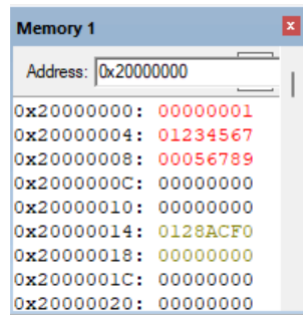 Memory 1
Address: 0x20000000
0x20000000: 00000001
0x20000004: 01234567
0x20000008: 00056789
0x2000000C: 00000000
0x20000010: 00000000
0x20000014: 0128ACF0
0x20000018: 00000000
0x2000001C: 00000000
0x20000020: 00000000